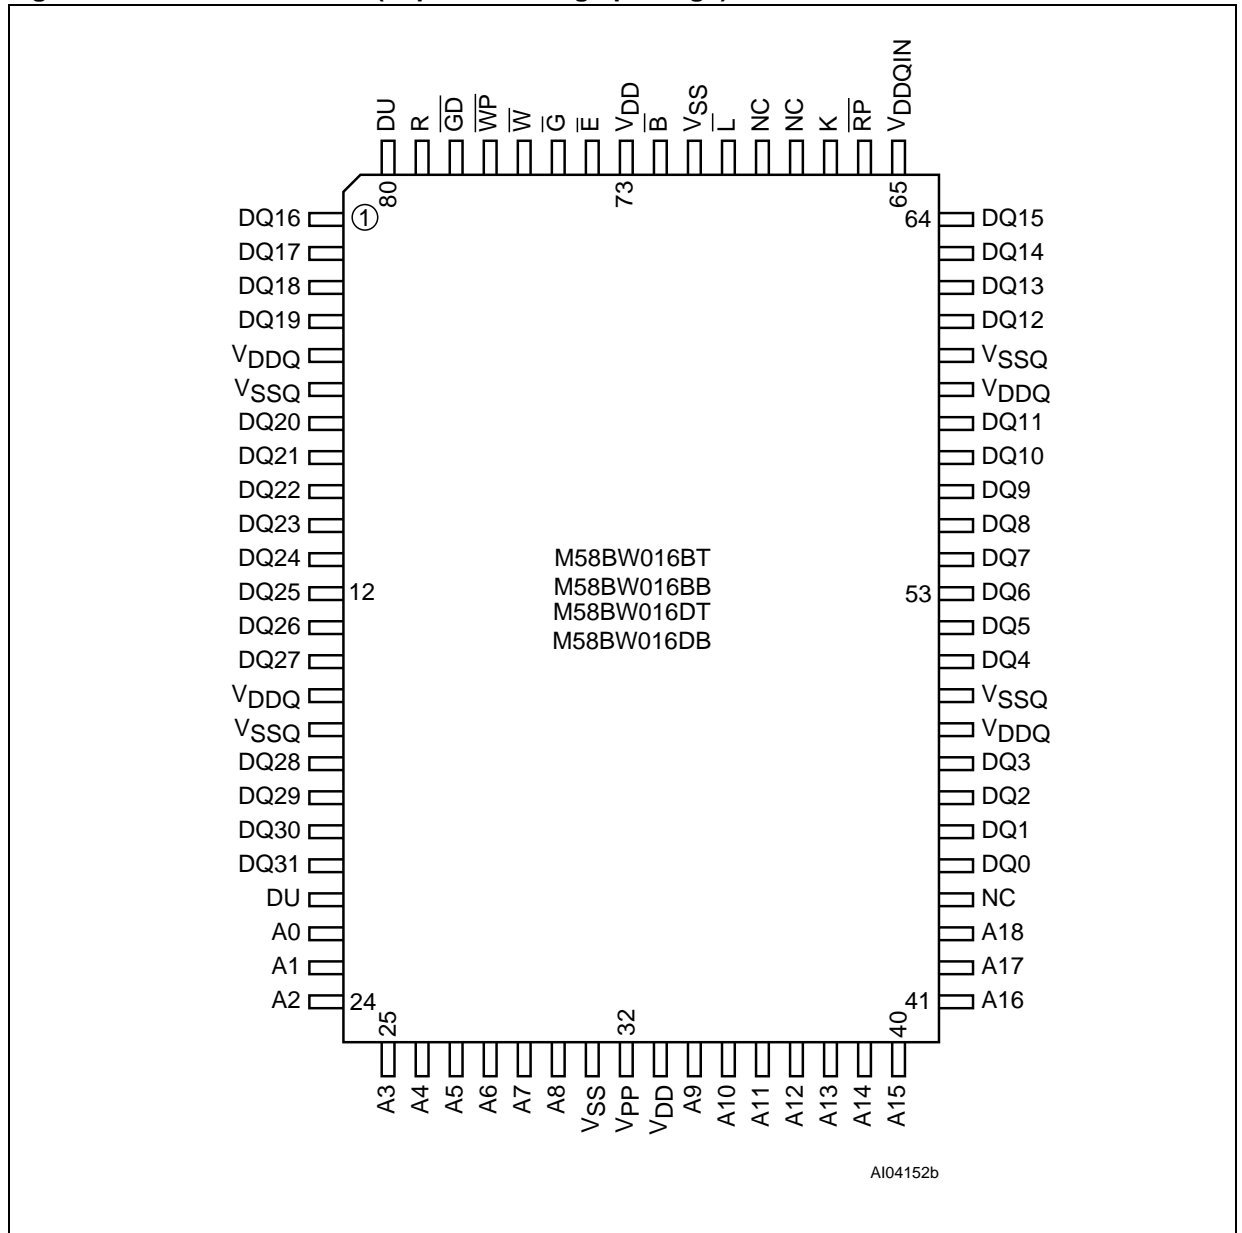 DU R GD WP W G E VDD B VSS L NC NC K RP VDDQIN
80 73 65
DQ16 1 64 DQ15
DQ17 DQ14
DQ18 DQ13
DQ19 DQ12
VDDQ VSSQ
VSSQ VDDQ
DQ20 DQ11
DQ21 DQ10
DQ22 DQ9
DQ23 DQ8
DQ24 M58BW016BT DQ7
DQ25 12 M58BW016BB 53 DQ6
M58BW016DT
DQ26 DQ5
M58BW016DB
DQ27 DQ4
VDDQ VSSQ
VSSQ VDDQ
DQ28 DQ3
DQ29 DQ2
DQ30 DQ1
DQ31 DQ0
DU NC
A0 A18
A1 A17
A2 24 41 A16
25 32 40
A3 A4 A5 A6 A7 A8 VSS VPP VDD A9 A10 A11 A12 A13 A14 A15
AI04152b